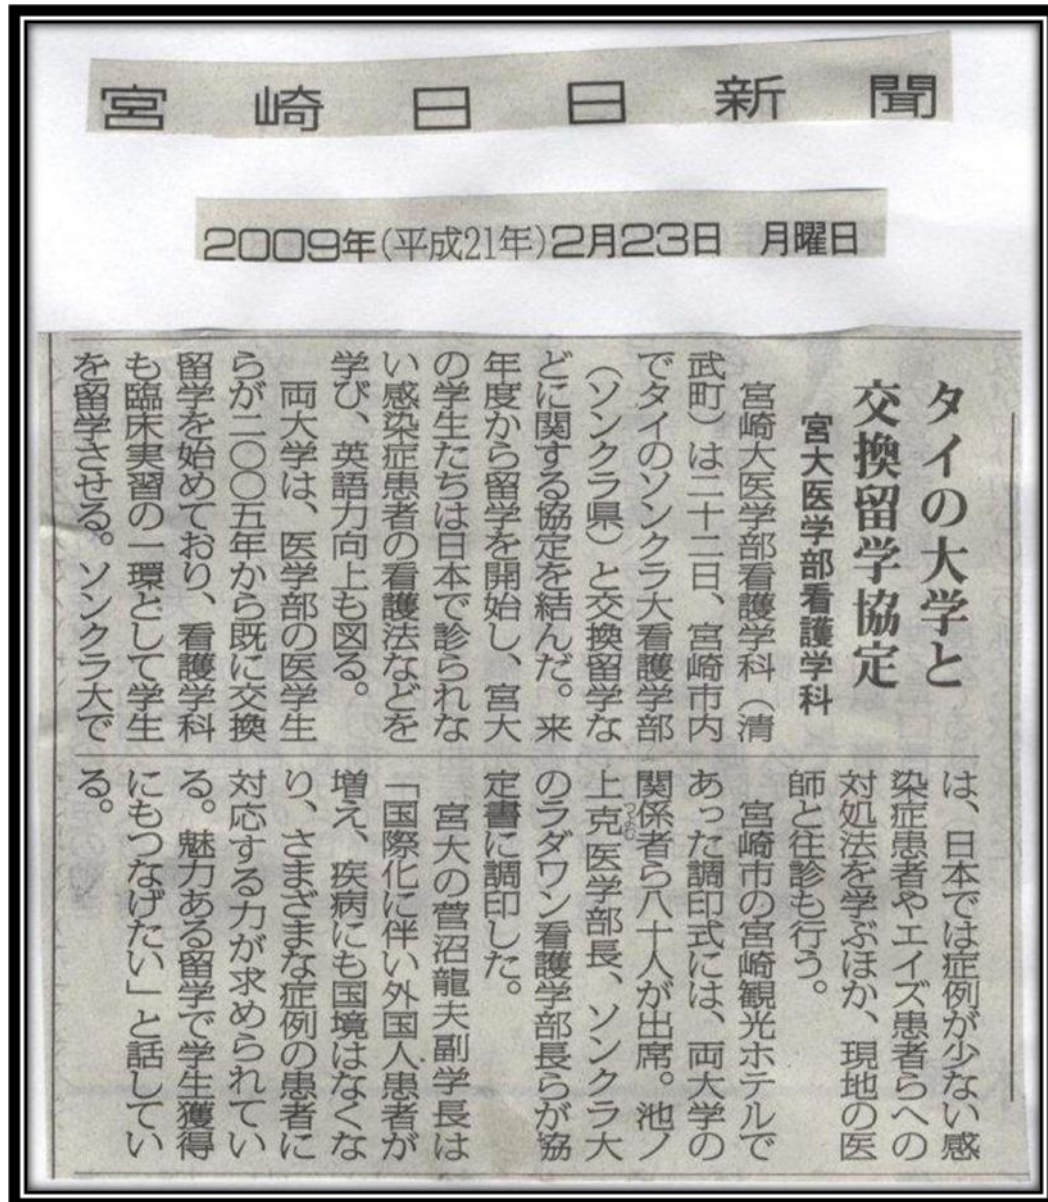 宮崎日日新聞
2009年(平成21年)2月23日 月曜日
タイの大学と
交換留学協定
宮大医学部看護学科
宮崎大医学部看護学科(清
武町)は二十二日、宮崎市内
でタイのソンクラ大看護学部
(ソンクラ県)と交換留学な
どに関する協定を結んだ。来
年度から留学を開始し、宮大
の学生たちは日本で診られな
い感染症患者の看護法などを
学び、英語力向上も図る。
両大学は、医学部の医学生
らが二〇〇五年から既に交換
留学を始めており、看護学科
も臨床実習の一環として学生
を留学させる。ソンクラ大で
は、日本では症例が少ない感
染症患者やエイズ患者らへの
対処法を学ぶほか、現地の医
師と往診も行う。
宮崎市の宮崎観光ホテルで
あった調印式には、両大学の
関係者ら八十人が出席。池ノ
上克つよむ医学部長、ソンクラ大
のラダワン看護学部長らが協
定書に調印した。
宮大の菅沼龍夫副学長は
「国際化に伴い外国人患者が
増え、疾病にも国境はなくな
り、さまざまな症例の患者に
対応する力が求められてい
る。魅力ある留学で学生獲得
にもつなげたい」と話してい
る。